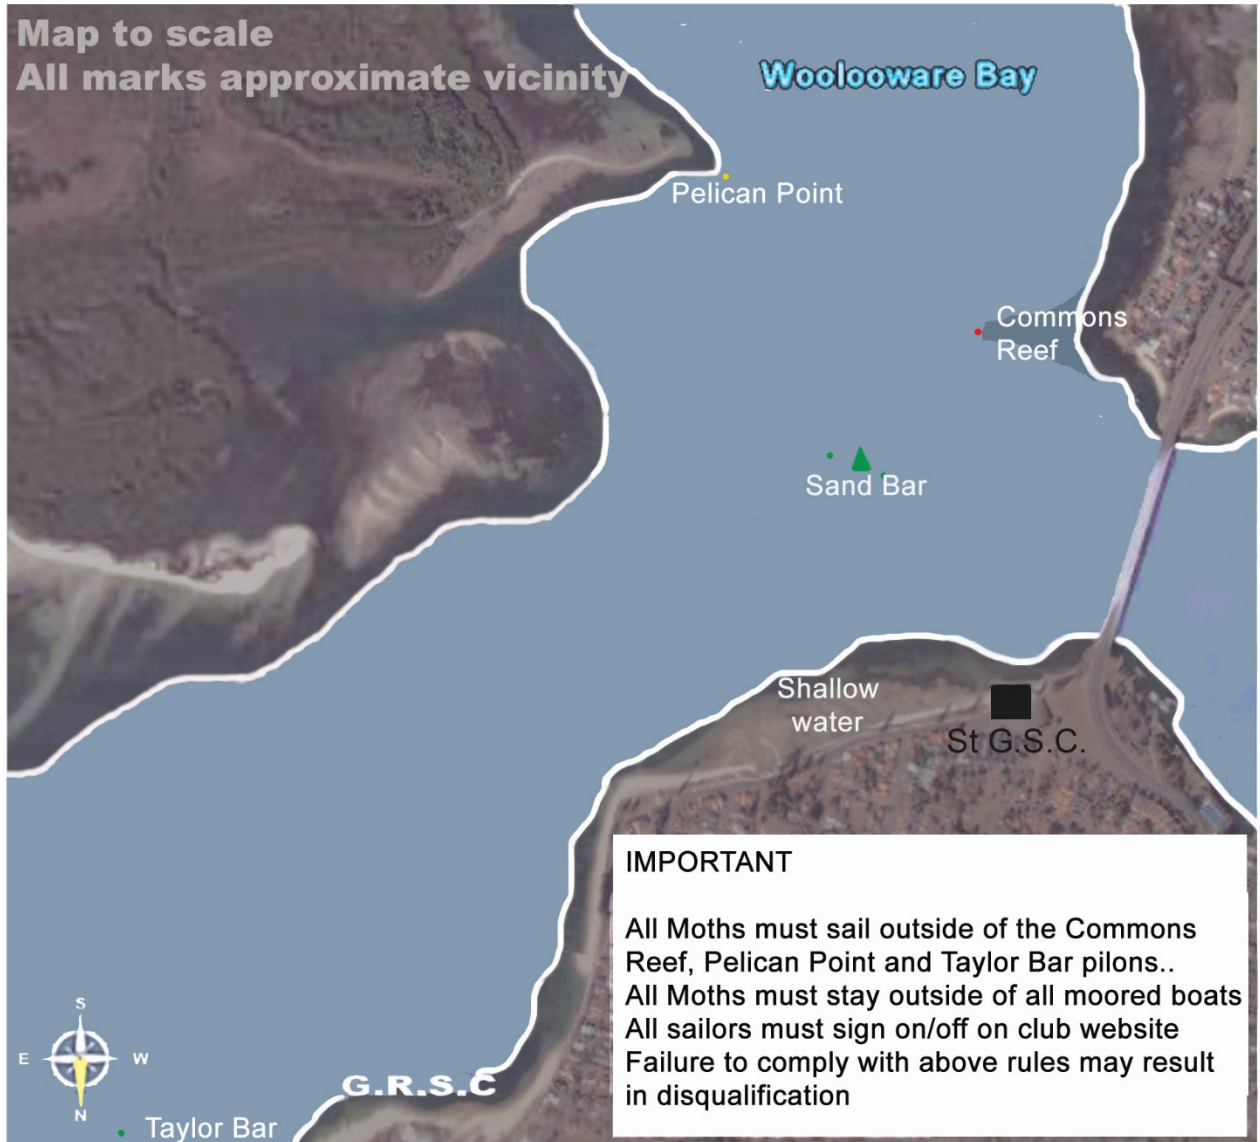 Map to scale
All marks approximate vicinity
Woolooware Bay
Pelican Point
Commons
Reef
Sand Bar
Shallow
water
St G.S.C.
IMPORTANT
All Moths must sail outside of the Commons
Reef, Pelican Point and Taylor Bar pilons..
All Moths must stay outside of all moored boats
All sailors must sign on/off on club website
Failure to comply with above rules may result
in disqualification
S
E W
N
G.R.S.C
Taylor Bar